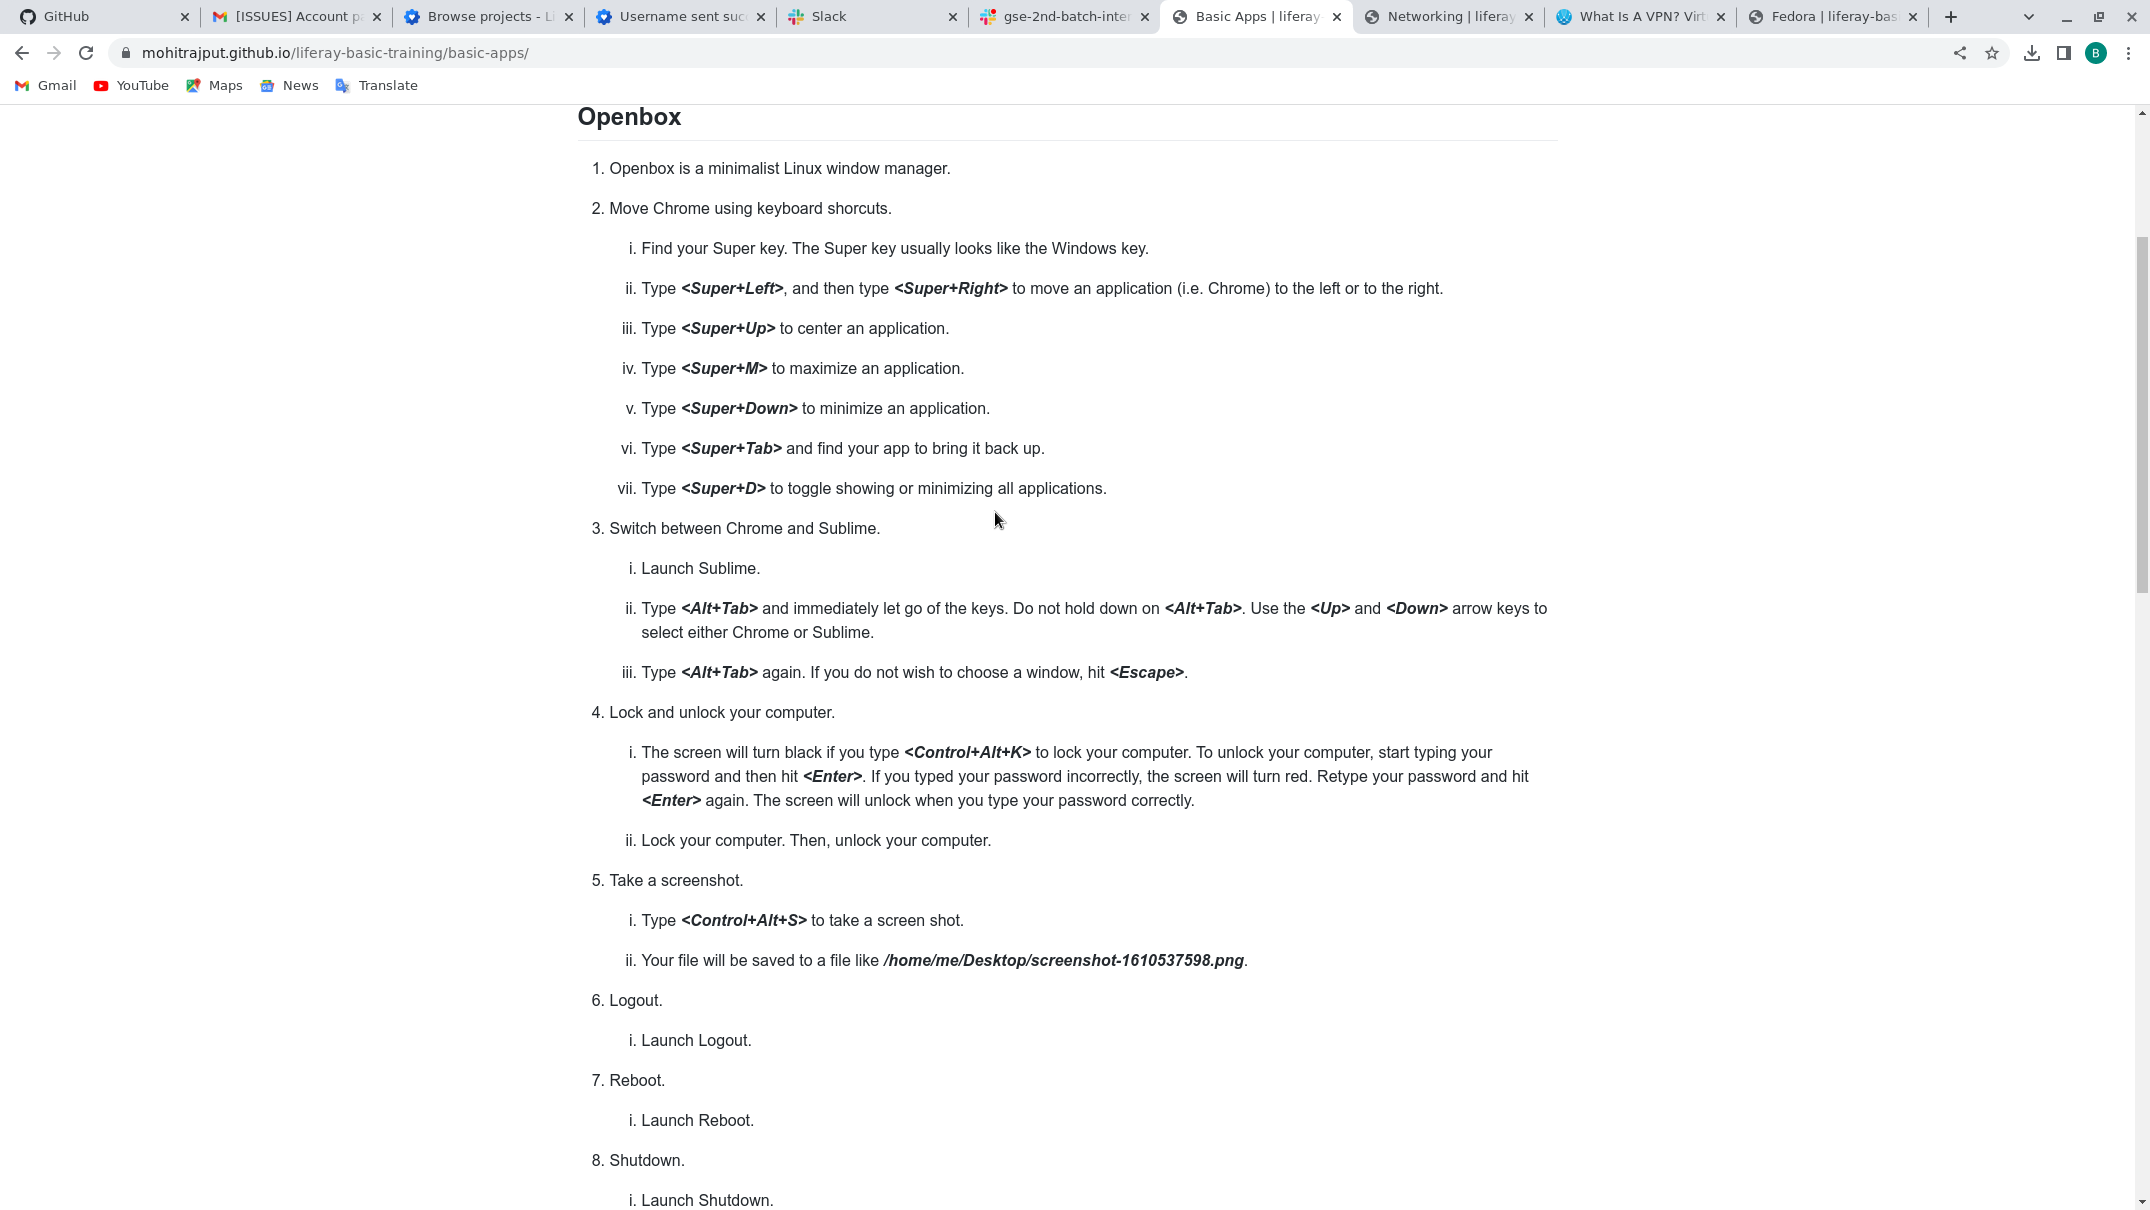 GitHub
[ISSUES] Account p
Browse projects - Li
Username sent suc
Slack
gse-2nd-batch-inter
Basic Apps | liferay-
Networking | liferay
What Is A VPN? Virt
Fedora | liferay-bas
mohitrajput.github.io/liferay-basic-training/basic-apps/
B
Gmail
YouTube
Maps
News
Translate
Openbox
1. Openbox is a minimalist Linux window manager.
2. Move Chrome using keyboard shorcuts.
i. Find your Super key. The Super key usually looks like the Windows key.
ii. Type <Super+Left>, and then type <Super+Right> to move an application (i.e. Chrome) to the left or to the right.
iii. Type <Super+Up> to center an application.
iv. Type <Super+M> to maximize an application.
v. Type <Super+Down> to minimize an application.
vi. Type <Super+Tab> and find your app to bring it back up.
vii. Type <Super+D> to toggle showing or minimizing all applications.
3. Switch between Chrome and Sublime.
i. Launch Sublime.
ii. Type <Alt+Tab> and immediately let go of the keys. Do not hold down on <Alt+Tab>. Use the <Up> and <Down> arrow keys to
select either Chrome or Sublime.
iii. Type <Alt+Tab> again. If you do not wish to choose a window, hit <Escape>.
4. Lock and unlock your computer.
i. The screen will turn black if you type <Control+Alt+K> to lock your computer. To unlock your computer, start typing your
password and then hit <Enter>. If you typed your password incorrectly, the screen will turn red. Retype your password and hit
<Enter> again. The screen will unlock when you type your password correctly.
ii. Lock your computer. Then, unlock your computer.
5. Take a screenshot.
i. Type <Control+Alt+S> to take a screen shot.
ii. Your file will be saved to a file like /home/me/Desktop/screenshot-1610537598.png.
6. Logout.
i. Launch Logout.
7. Reboot.
i. Launch Reboot.
8. Shutdown.
i. Launch Shutdown.